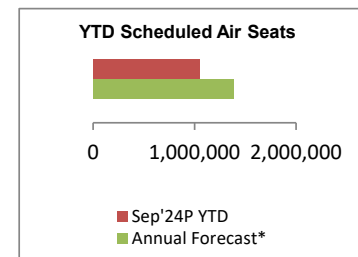 YTD Scheduled Air Seats
0 1,000,000 2,000,000
Sep'24P YTD
Annual Forecast*